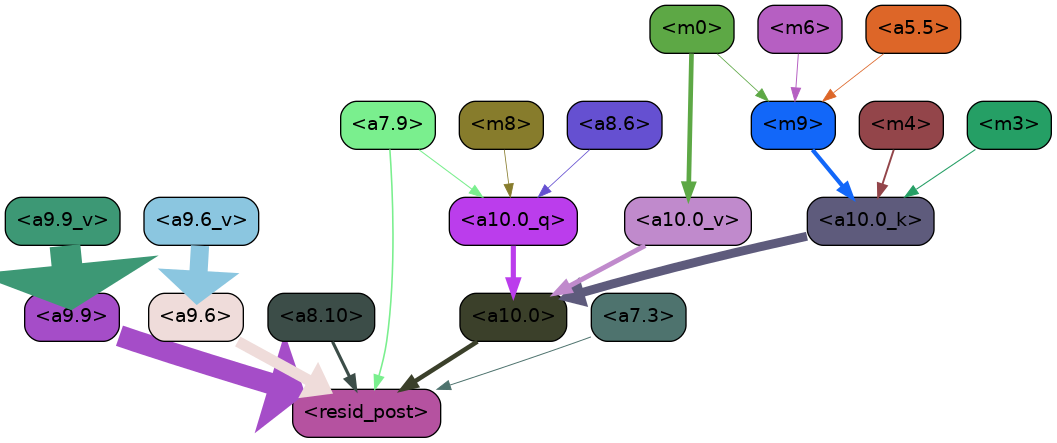 <m0> <m6> <a5.5>
<a7.9> <m8> <a8.6> <m9> <m4> <m3>
<a9.9_v> <a9.6_v> <a10.0_q> <a10.0_v> <a10.0_k>
<a9.9> <a9.6> <a8.10> <a10.0> <a7.3>
<resid_post>